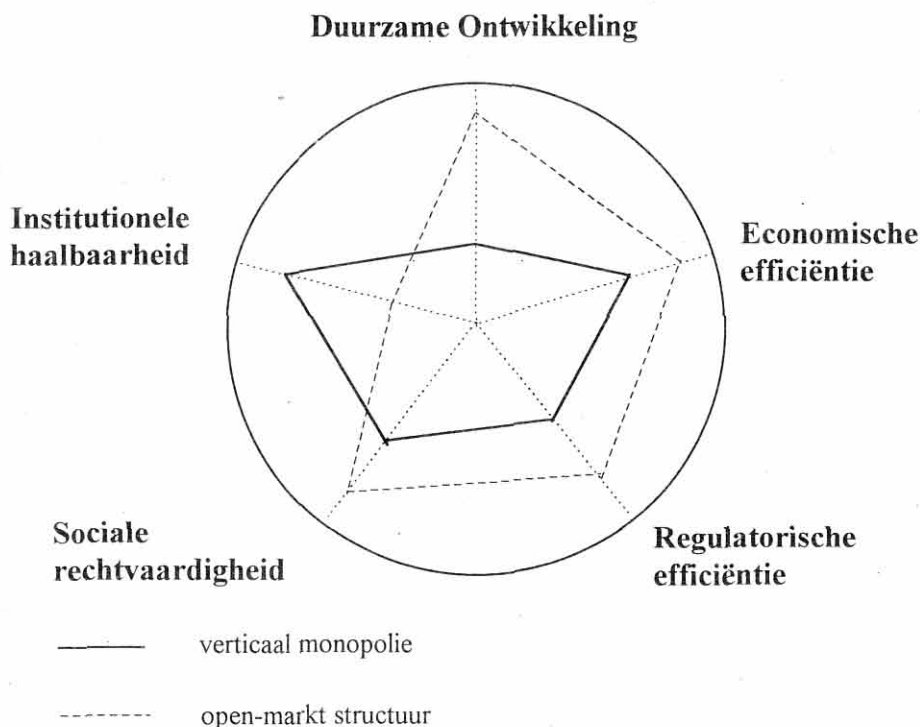 Duurzame Ontwikkeling
Institutionele
haalbaarheid
Economische
efficiëntie
Sociale
rechtvaardigheid
Regulatorische
efficiëntie
verticaal monopolie
open-markt structuur